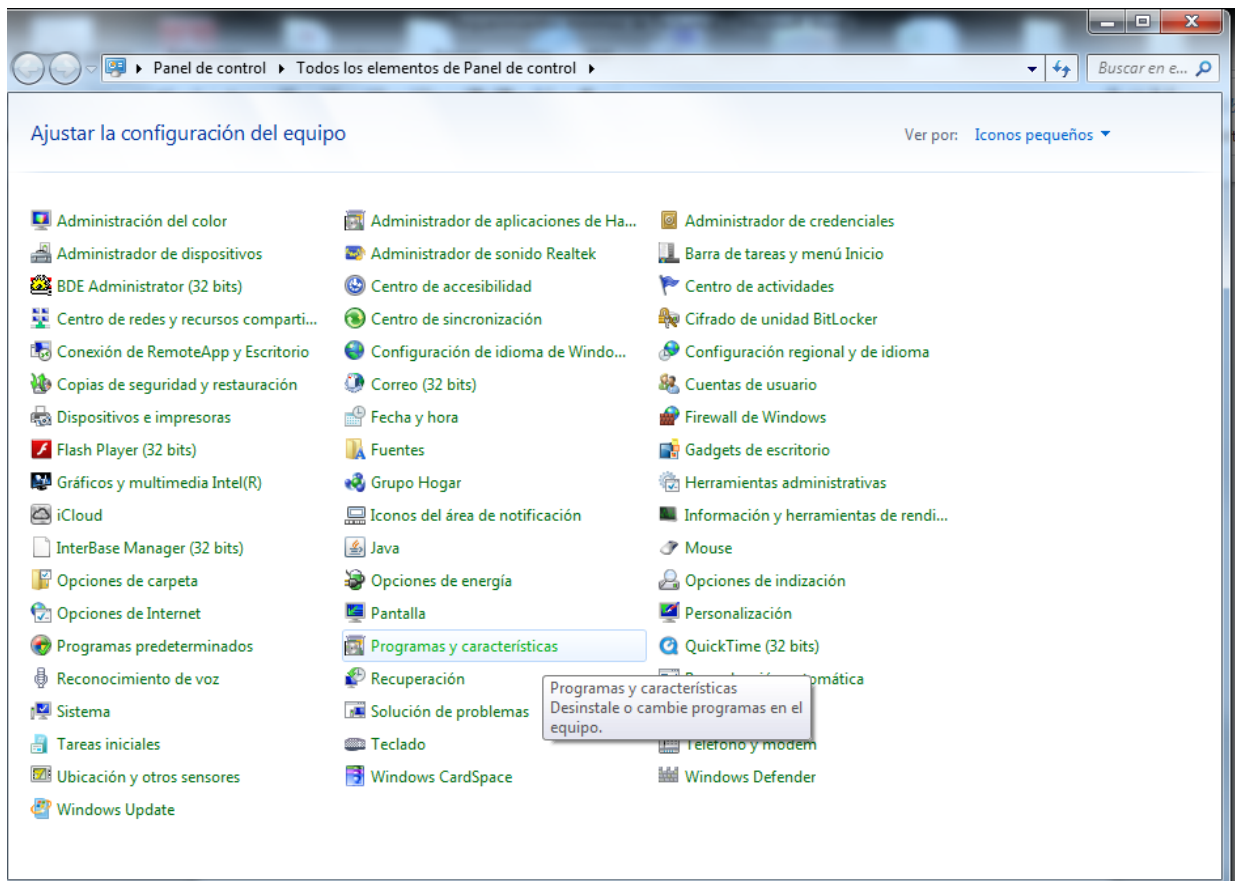 Panel de control Todos los elementos de Panel de control Buscar en e...
Ajustar la configuración del equipo
Ver por: Iconos pequeños
Administración del color Administrador de aplicaciones de Ha... Administrador de credenciales
Administrador de dispositivos Administrador de sonido Realtek Barra de tareas y menú Inicio
BDE Administrator (32 bits) Centro de accesibilidad Centro de actividades
Centro de redes y recursos comparti... Centro de sincronización Cifrado de unidad BitLocker
Conexión de RemoteApp y Escritorio Configuración de idioma de Windo... Configuración regional y de idioma
Copias de seguridad y restauración Correo (32 bits) Cuentas de usuario
Dispositivos e impresoras Fecha y hora Firewall de Windows
Flash Player (32 bits) Fuentes Gadgets de escritorio
Gráficos y multimedia Intel(R) Grupo Hogar Herramientas administrativas
iCloud Iconos del área de notificación Información y herramientas de rendi...
InterBase Manager (32 bits) Java Mouse
Opciones de carpeta Opciones de energía Opciones de indización
Opciones de Internet Pantalla Personalización
Programas predeterminados Programas y características QuickTime (32 bits)
Reconocimiento de voz Recuperación
Programas y características
Desinstale o cambie programas en el
equipo.
Sistema Solución de problemas
Tareas iniciales Teclado Teléfono y módem
Ubicación y otros sensores Windows CardSpace Windows Defender
Windows Update